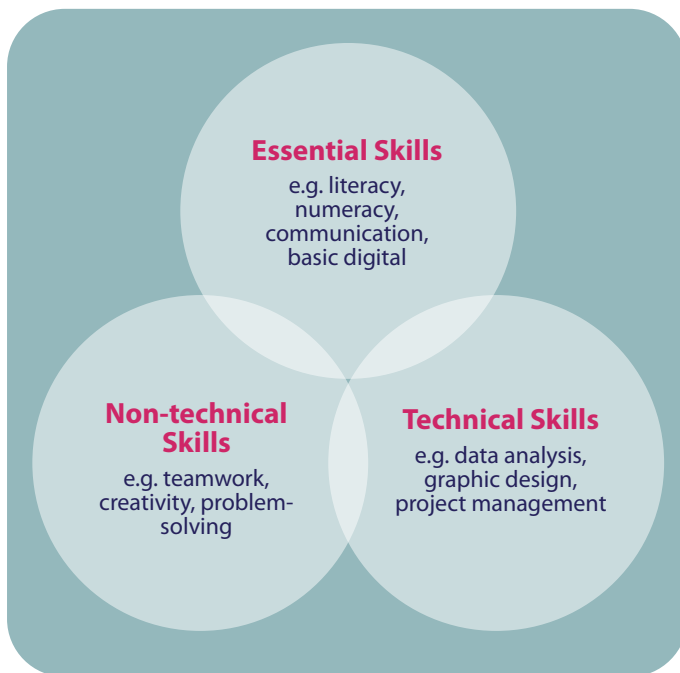 Essential Skills
e.g. literacy,
numeracy,
communication,
basic digital
Non-technical
Skills
e.g. teamwork,
creativity, problem-
solving
Technical Skills
e.g. data analysis,
graphic design,
project management